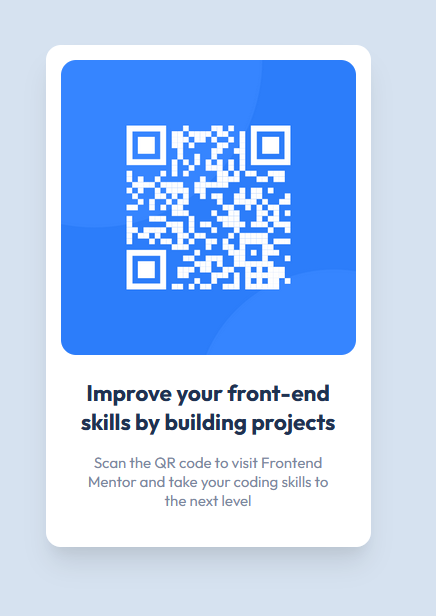 Improve your front-end
skills by building projects
Scan the QR code to visit Frontend
Mentor and take your coding skills to
the next level